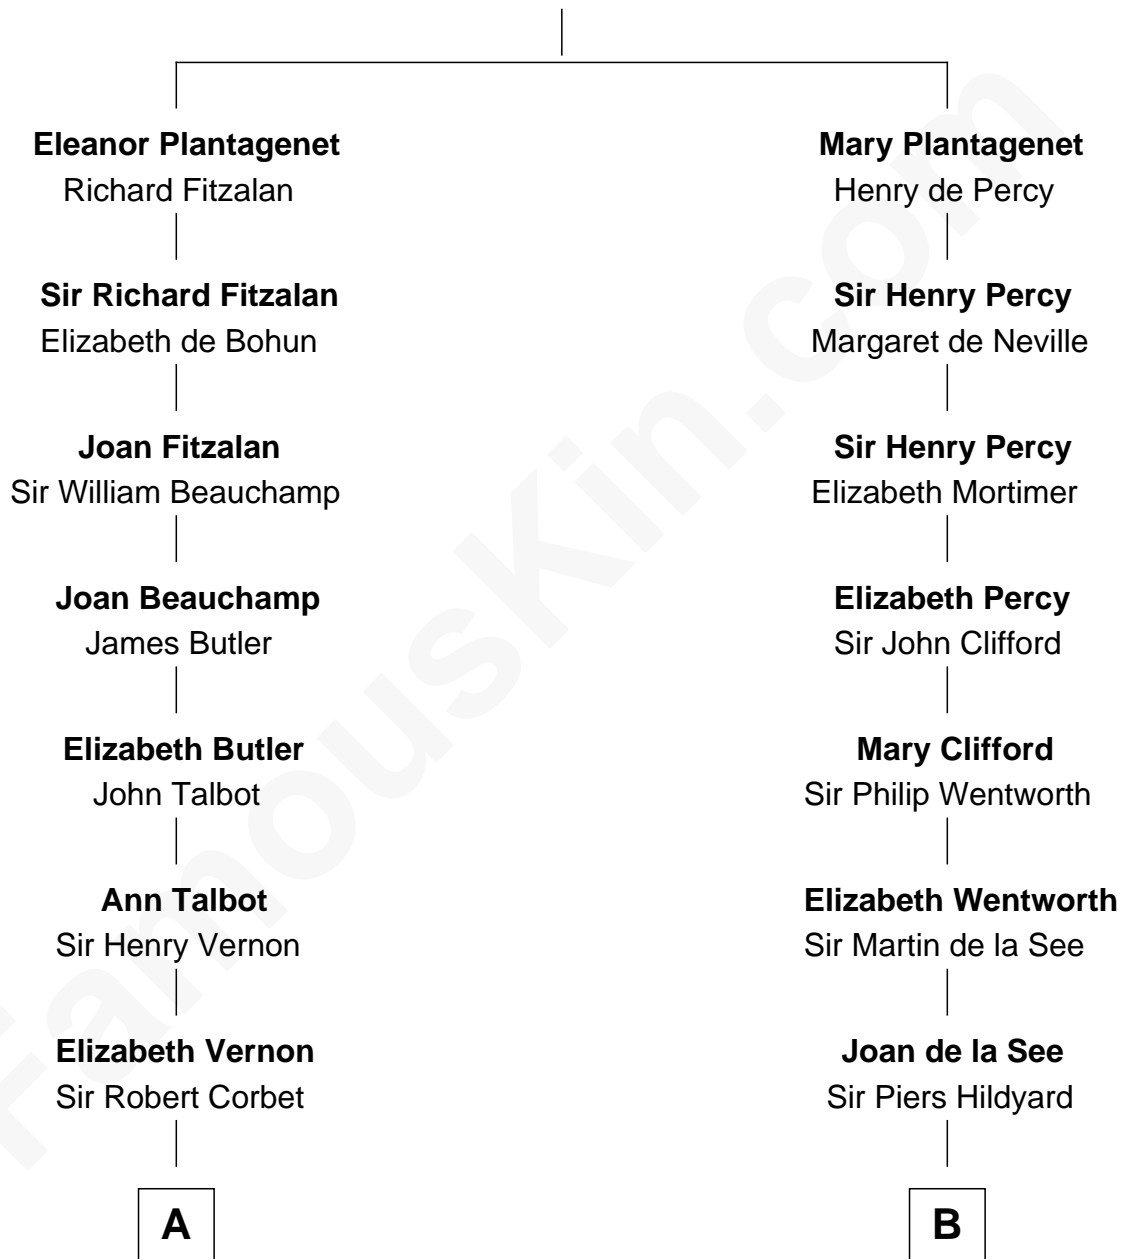 Eleanor Plantagenet
Richard Fitzalan
Sir Richard Fitzalan
Elizabeth de Bohun
Joan Fitzalan
Sir William Beauchamp
Joan Beauchamp
James Butler
Elizabeth Butler
John Talbot
Ann Talbot
Sir Henry Vernon
Elizabeth Vernon
Sir Robert Corbet
A
Mary Plantagenet
Henry de Percy
Sir Henry Percy
Margaret de Neville
Sir Henry Percy
Elizabeth Mortimer
Elizabeth Percy
Sir John Clifford
Mary Clifford
Sir Philip Wentworth
Elizabeth Wentworth
Sir Martin de la See
Joan de la See
Sir Piers Hildyard
B
FamousKin.com